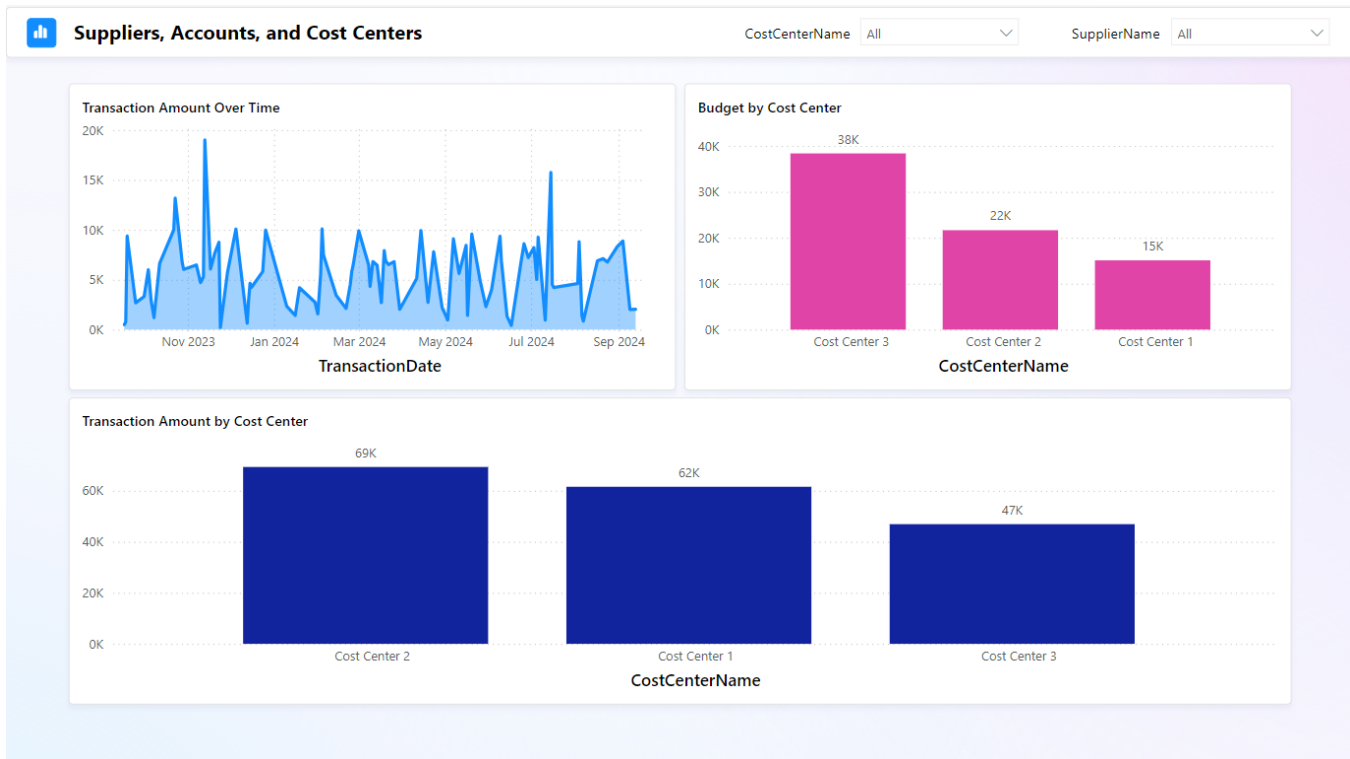 Suppliers, Accounts, and Cost Centers
CostCenterName All
SupplierName All
Transaction Amount Over Time
20K
15K
10K
5K
0K
Nov 2023 Jan 2024 Mar 2024 May 2024 Jul 2024 Sep 2024
TransactionDate
Budget by Cost Center
40K
30K
20K
10K
0K
38K
22K
15K
Cost Center 3 Cost Center 2 Cost Center 1
CostCenterName
Transaction Amount by Cost Center
60K
40K
20K
0K
69K
62K
47K
Cost Center 2 Cost Center 1 Cost Center 3
CostCenterName